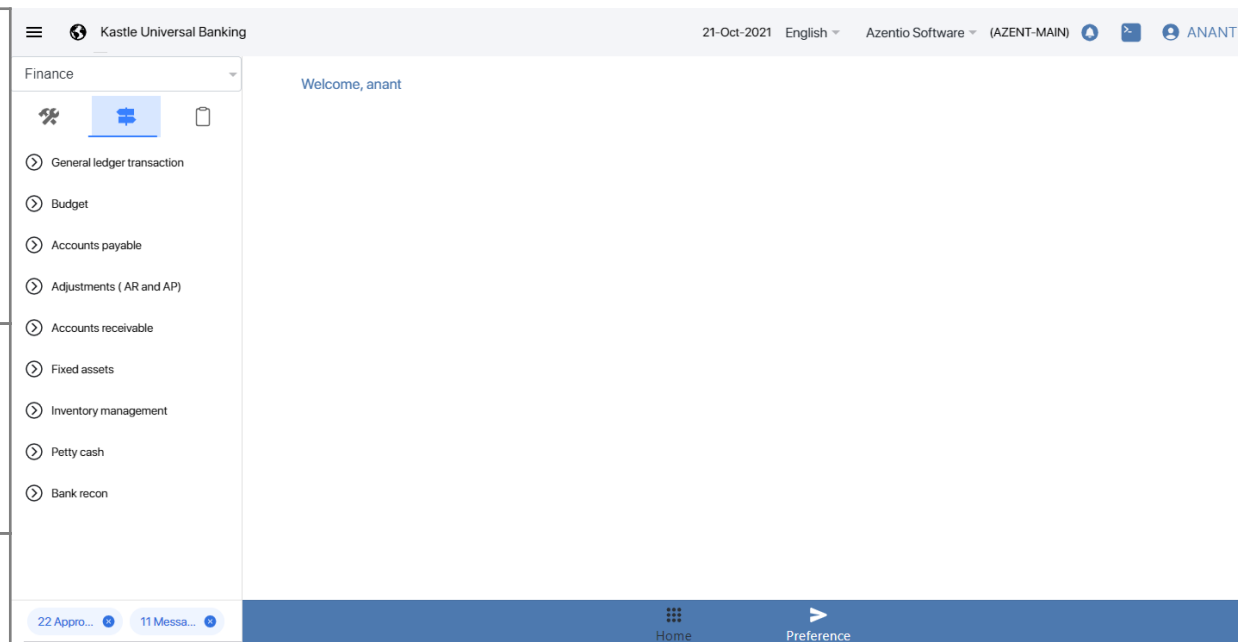 Kastle Universal Banking 21-Oct-2021 English Azentio Software (AZENT-MAIN) ANANT
Finance
Welcome, anant
General ledger transaction
Budget
Accounts payable
Adjustments ( AR and AP)
Accounts receivable
Fixed assets
Inventory management
Petty cash
Bank recon
22 Appro... 11 Messa...
Home Preference